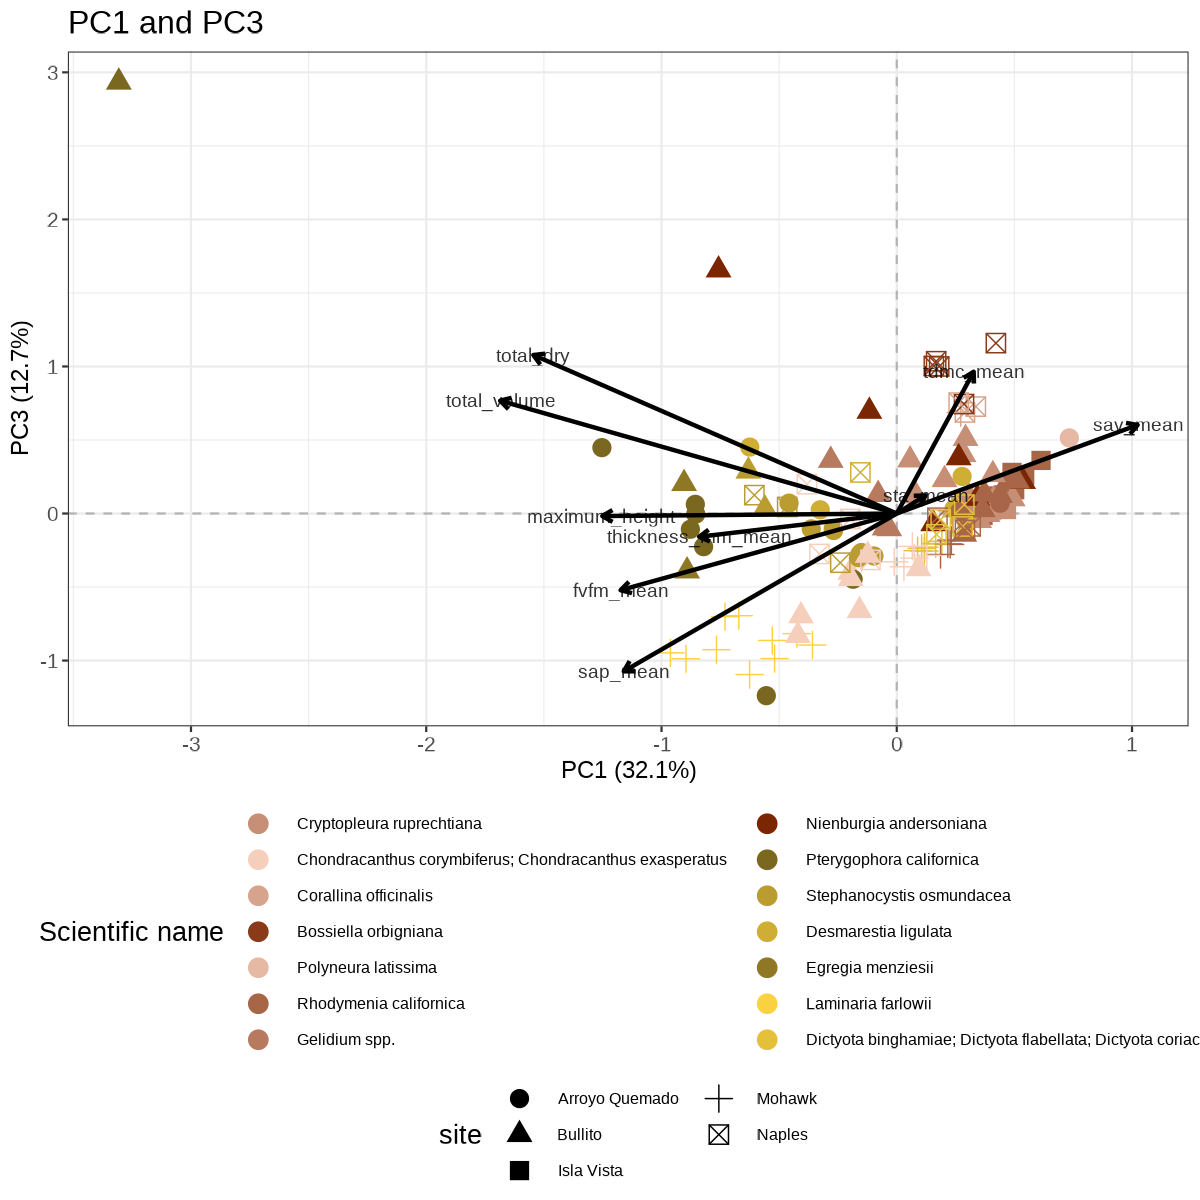 PC1 and PC3
3
2
1
0
-1
PC3 (12.7%)
total_dry
total_volume
tdmc_mean
sav_mean
sta_mean
maximum_height
thickness_mm_mean
fvfm_mean
sap_mean
-3
-2
-1
0
1
PC1 (32.1%)
Scientific name
Cryptopleura ruprechtiana
Chondracanthus corymbiferus; Chondracanthus exasperatus
Corallina officinalis
Bossiella orbigniana
Polyneura latissima
Rhodymenia californica
Gelidium spp.
Nienburgia andersoniana
Pterygophora californica
Stephanocystis osmundacea
Desmarestia ligulata
Egregia menziesii
Laminaria farlowii
Dictyota binghamiae; Dictyota flabellata; Dictyota coriac
site
Arroyo Quemado
Bullito
Isla Vista
Mohawk
Naples